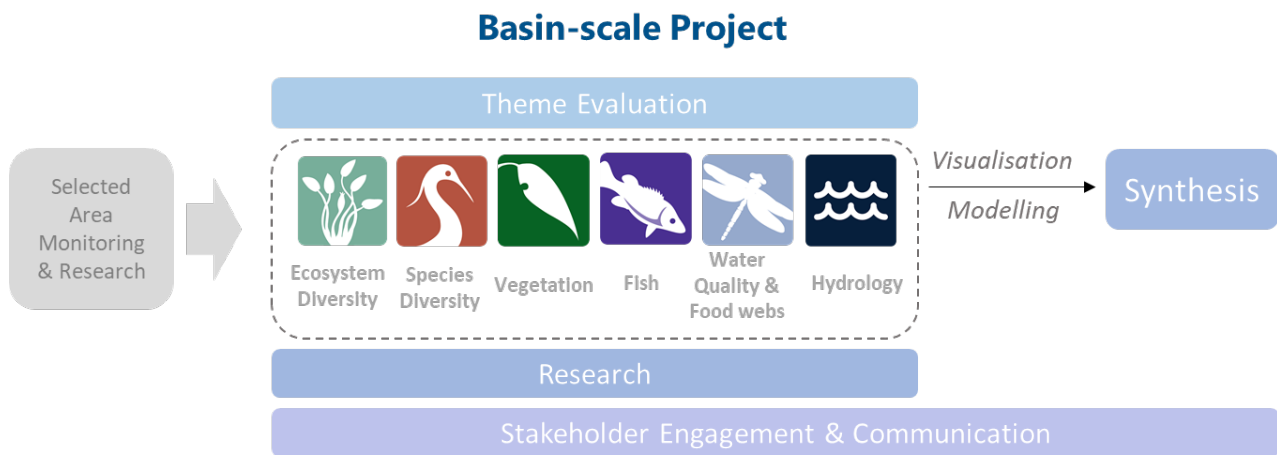 Basin-scale Project
Theme Evaluation
Selected
Area
Monitoring
& Research
Ecosystem
Diversity
Species
Diversity
Vegetation
Fish
Water
Quality &
Food webs
Hydrology
Visualisation
Modelling
Synthesis
Research
Stakeholder Engagement & Communication